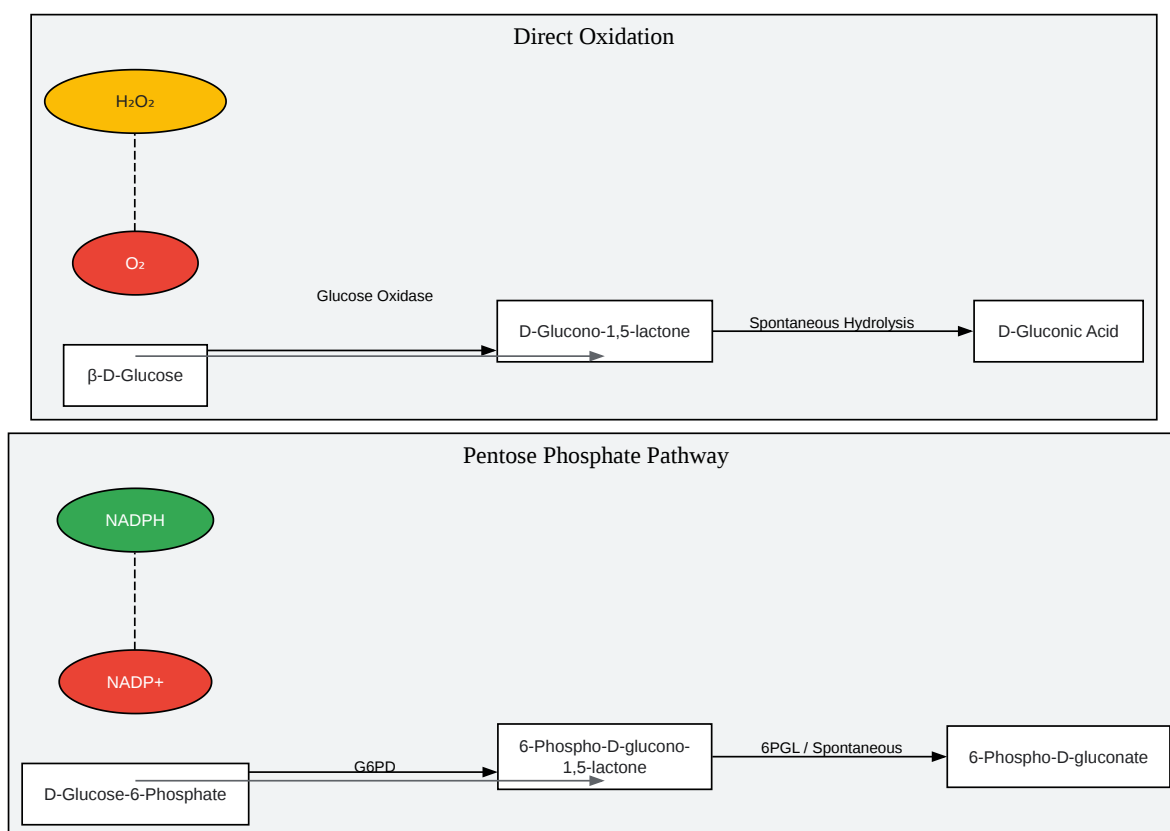 Direct Oxidation
H₂O₂
O₂
Glucose Oxidase
β-D-Glucose
D-Glucono-1,5-lactone
Spontaneous Hydrolysis
D-Gluconic Acid
Pentose Phosphate Pathway
NADPH
NADP+
D-Glucose-6-Phosphate
G6PD
6-Phospho-D-glucono-
1,5-lactone
6PGL / Spontaneous
6-Phospho-D-gluconate